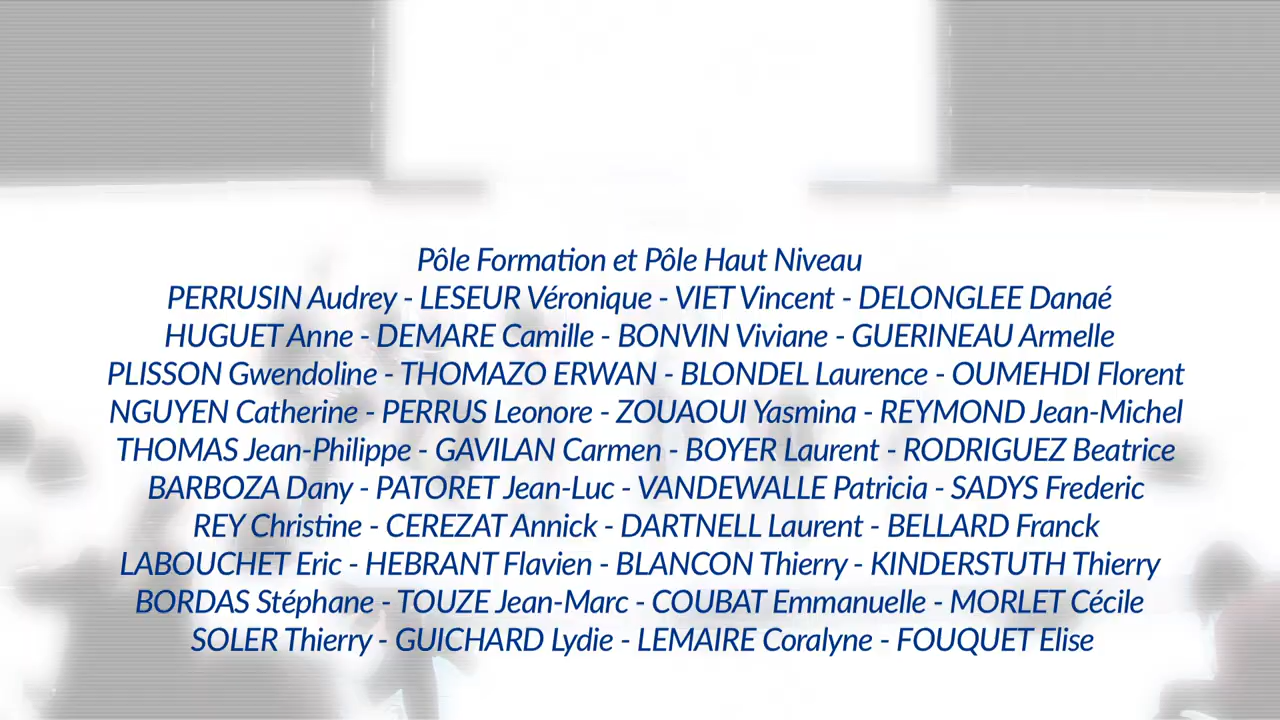 Pôle Formation et Pôle Haut Niveau
PERRUSIN Audrey - LESEUR Véronique - VIET Vincent - DELONGLEE Danaé
HUGUET Anne - DEMARE Camille - BONVIN Viviane - GUERINEAU Armelle
PLISSON Gwendoline - THOMAZO ERWAN - BLONDEL Laurence - OUMEHDI Florent
NGUYEN Catherine - PERRUS Leonore - ZOUAOUI Yasmina - REYMOND Jean-Michel
THOMAS Jean-Philippe - GAVILAN Carmen - BOYER Laurent - RODRIGUEZ Beatrice
BARBOZA Dany - PATORET Jean-Luc - VANDEWALLE Patricia - SADYS Frederic
REY Christine - CEREZAT Annick - DARTNELL Laurent - BELLARD Franck
LABOUCHET Eric - HEBRANT Flavien - BLANCON Thierry - KINDERSTUTH Thierry
BORDAS Stéphane - TOUZE Jean-Marc - COUBAT Emmanuelle - MORLET Cécile
SOLER Thierry - GUICHARD Lydie - LEMAIRE Coralyne - FOUQUET Elise